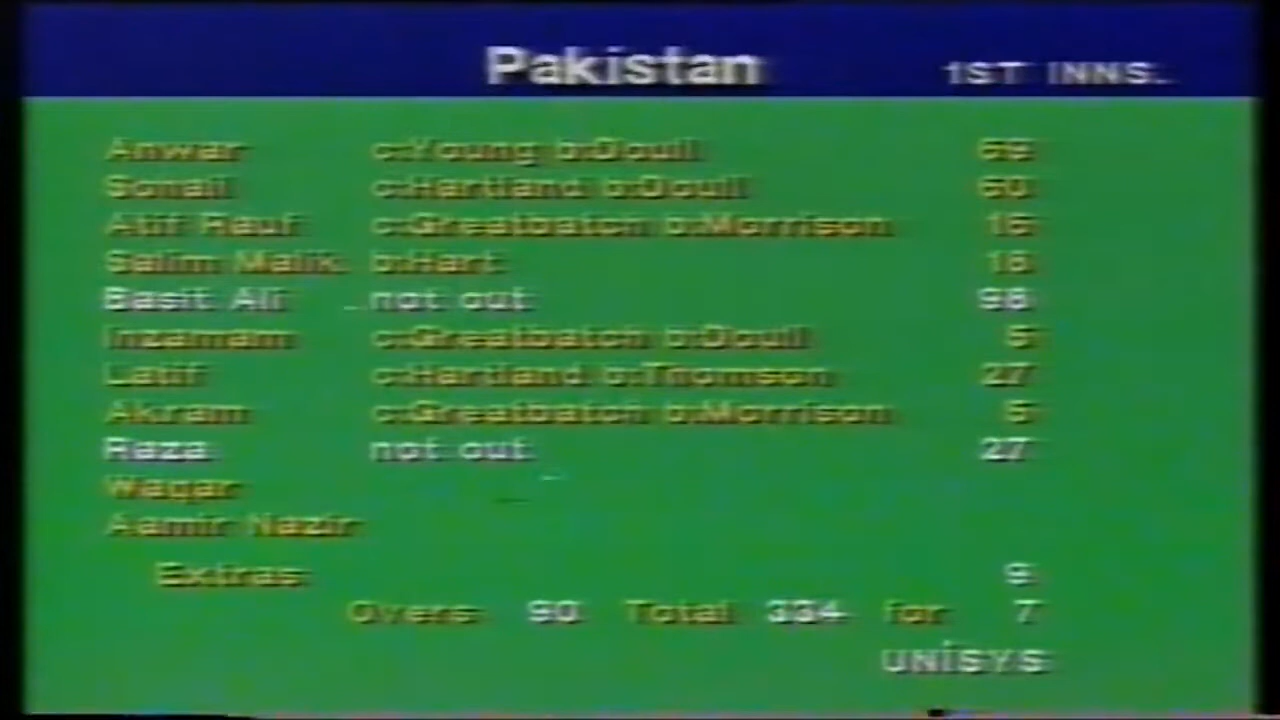 Pakistan 1ST INNS.
Anwar c:Young b:Doull 69
Sohail c:Hartland b:Doull 60
Atif Rauf c:Greatbatch b:Morrison 16
Salim Malik b:Hart 18
Basit Ali not out 98
Inzamam c:Greatbatch b:Doull 5
Latif c:Hartland b:Thomson 27
Akram c:Greatbatch b:Morrison 5
Raza not out 27
Waqar
Aamir Nazir
Extras 9
Overs 90 Total 334 for 7
UNISYS